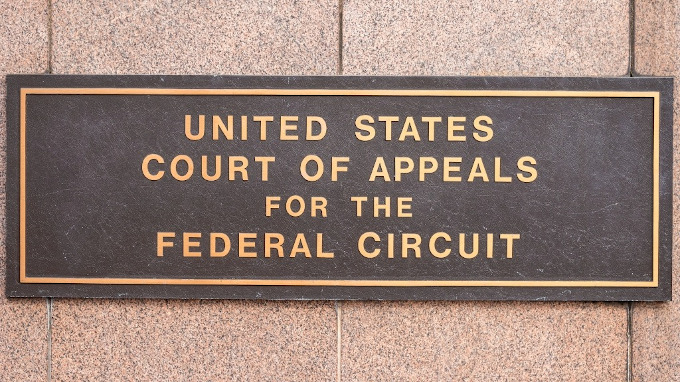 UNITED STATES
COURT OF APPEALS
FOR THE
FEDERAL CIRCUIT